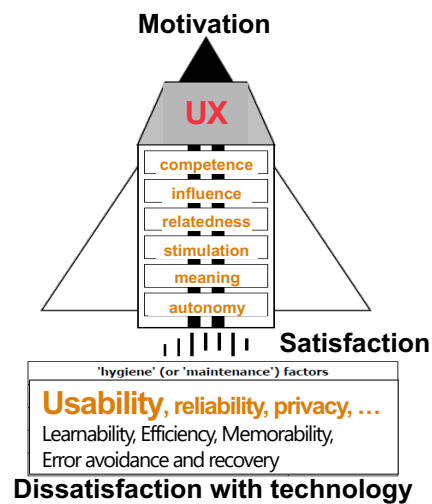 Motivation
UX
competence
influence
relatedness
stimulation
meaning
autonomy
Satisfaction
'hygiene' (or 'maintenance') factors
Usability, reliability, privacy, ...
Learnability, Efficiency, Memorability,
Error avoidance and recovery
Dissatisfaction with technology